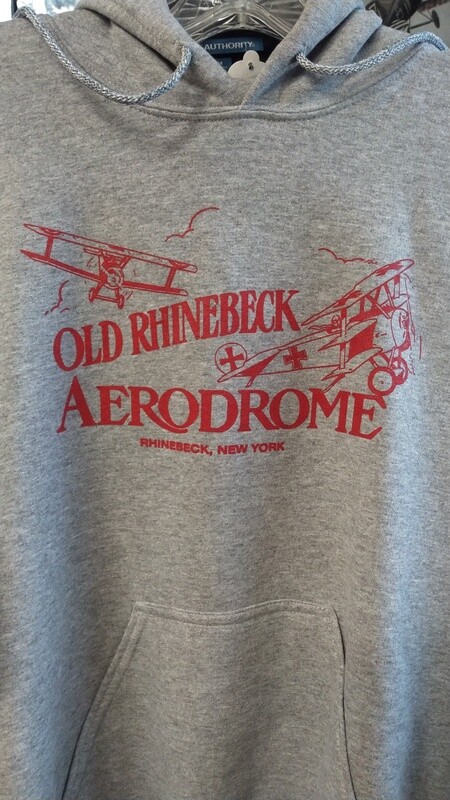 AUTHORITY®
OLD RHINEBECK
AERODROME
RHINEBECK, NEW YORK